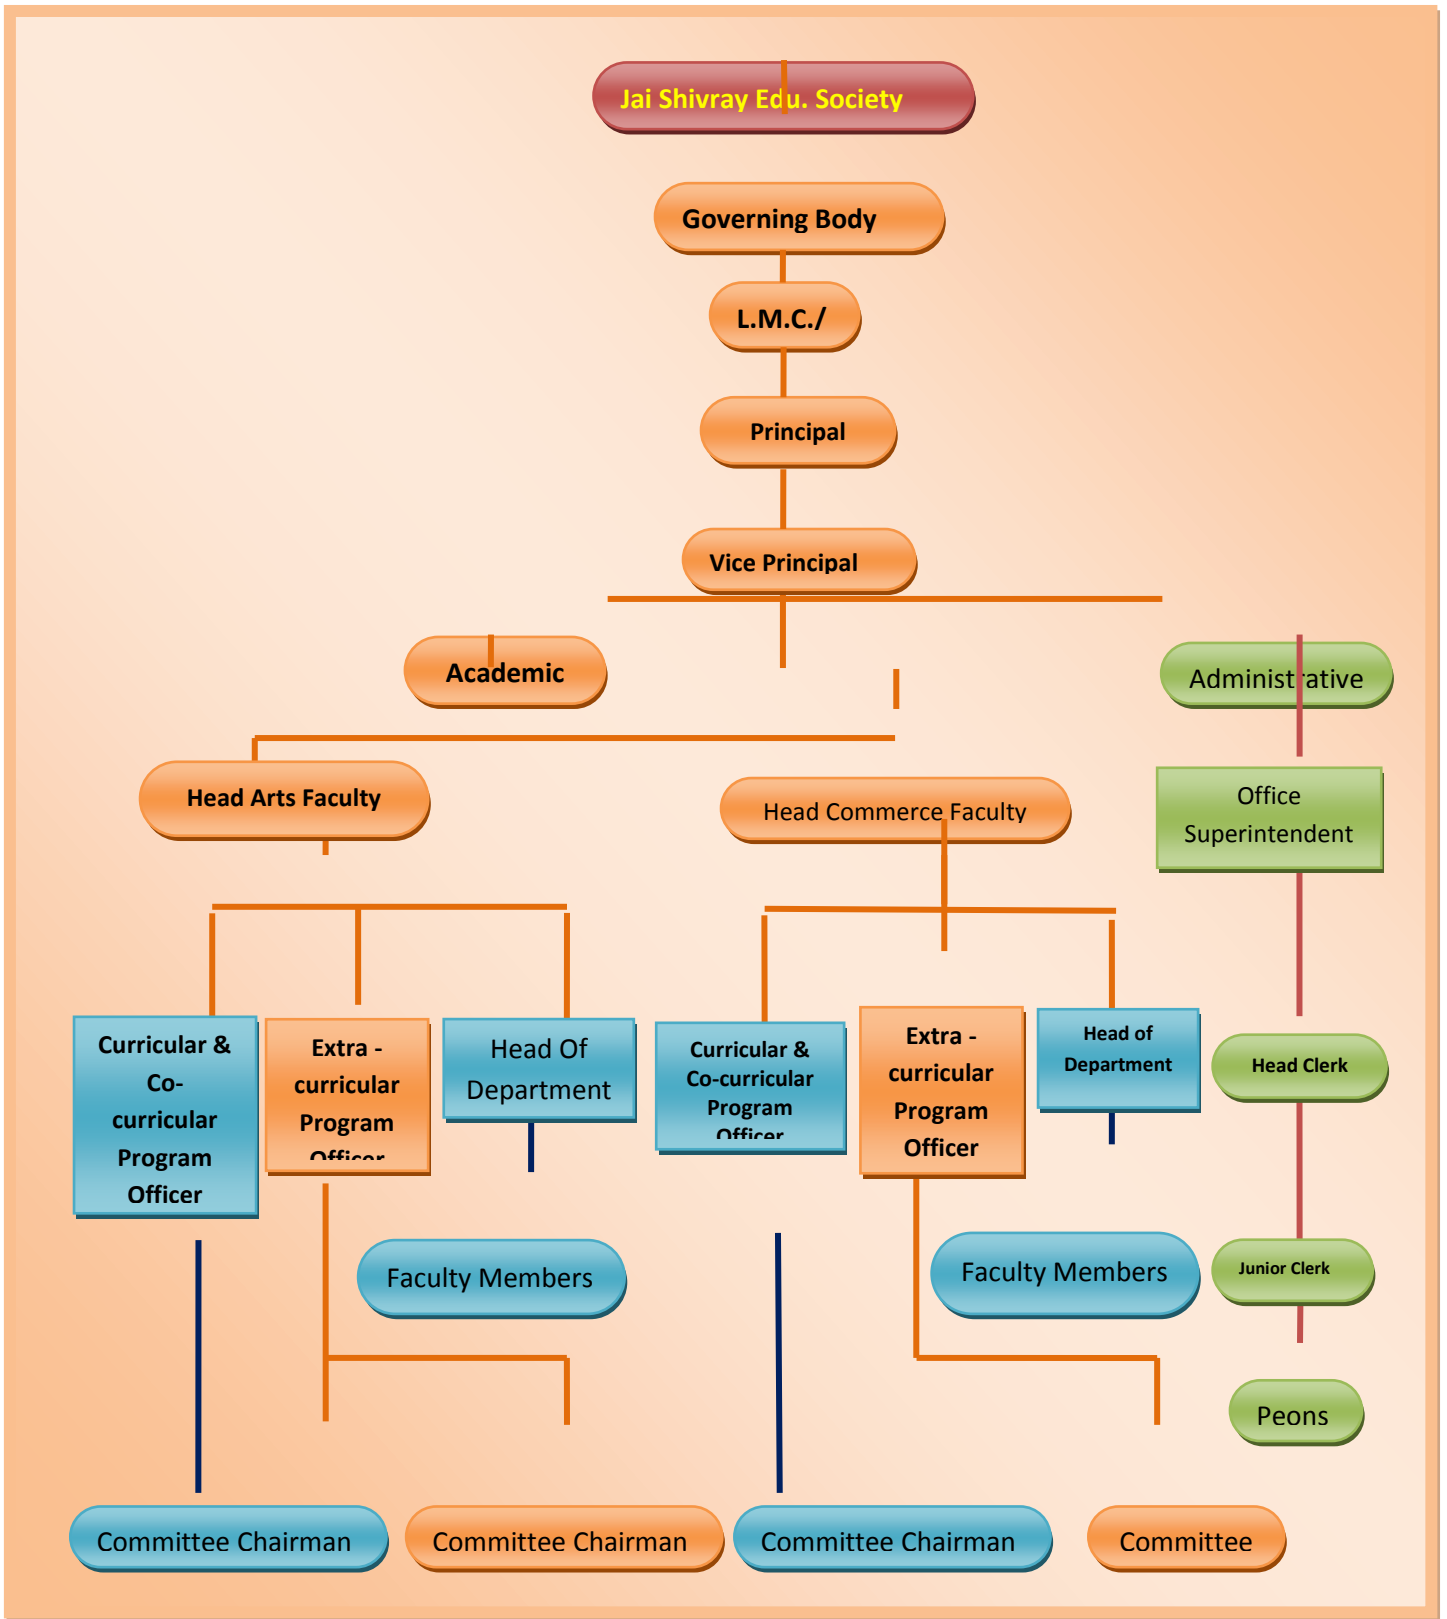 Jai Shivray Edu. Society
Governing Body
L.M.C./
Principal
Vice Principal
Academic
Administrative
Head Arts Faculty
Head Commerce Faculty
Office
Superintendent
Curricular &
Co-
curricular
Program
Officer
Extra -
curricular
Program
Officer
Head Of
Department
Curricular &
Co-curricular
Program
Officer
Extra -
curricular
Program
Officer
Head of
Department
Head Clerk
Faculty Members
Faculty Members
Junior Clerk
Peons
Committee Chairman
Committee Chairman
Committee Chairman
Committee